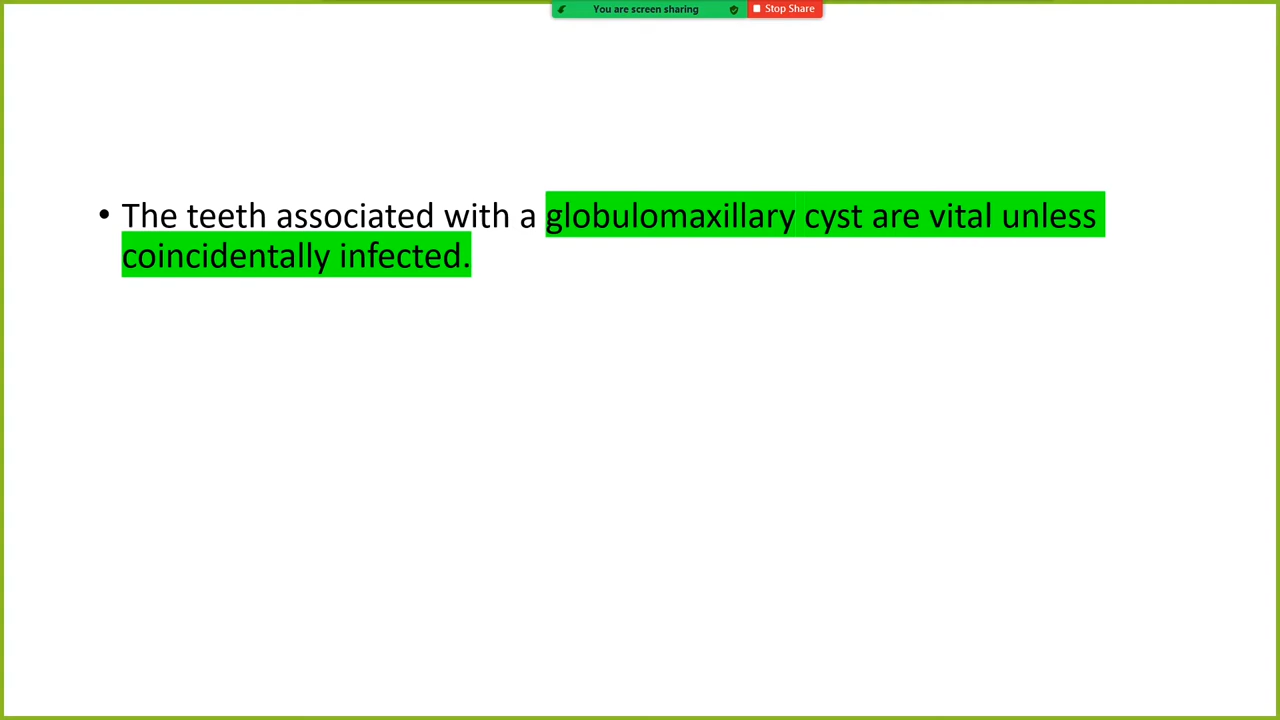 You are screen sharing
Stop Share
• The teeth associated with a globulomaxillary cyst are vital unless
coincidentally infected.